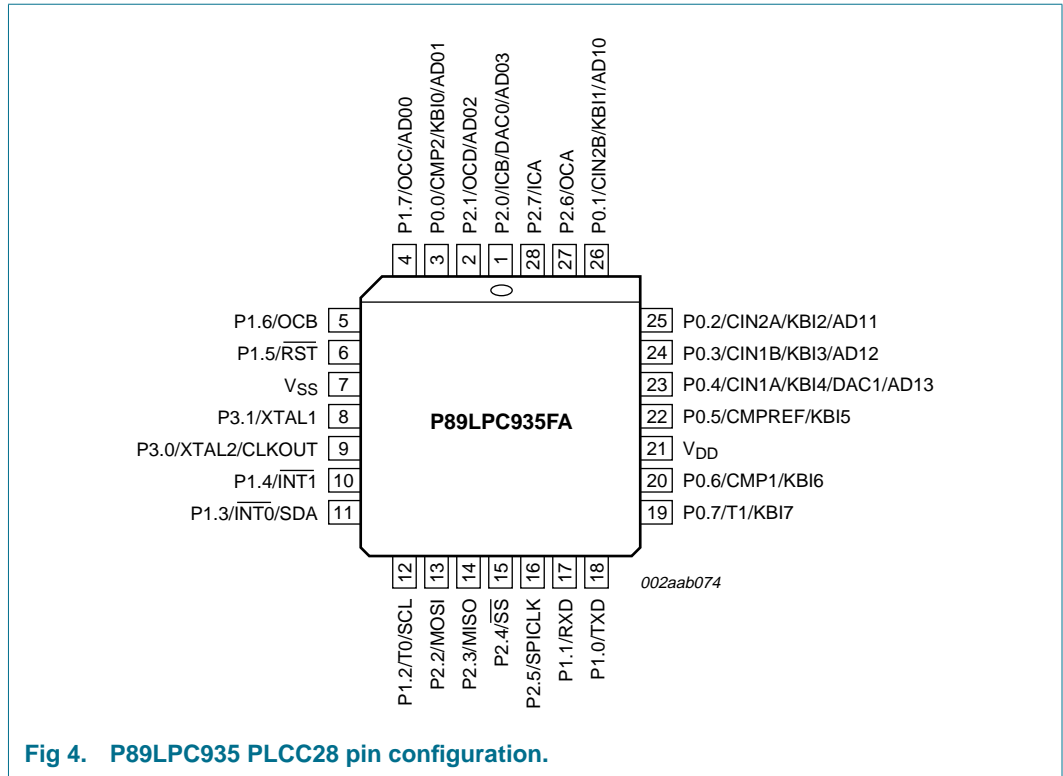 P1.7/OCC/AD00
P0.0/CMP2/KBI0/AD01
P2.1/OCD/AD02
P2.0/ICB/DAC0/AD03
P2.7/ICA
P2.6/OCA
P0.1/CIN2B/KBI1/AD10
4
3
2
1
28
27
26
P1.6/OCB 5
P1.5/RST 6
VSS 7
P3.1/XTAL1 8
P3.0/XTAL2/CLKOUT 9
P1.4/INT1 10
P1.3/INT0/SDA 11
P89LPC935FA
25 P0.2/CIN2A/KBI2/AD11
24 P0.3/CIN1B/KBI3/AD12
23 P0.4/CIN1A/KBI4/DAC1/AD13
22 P0.5/CMPREF/KBI5
21 VDD
20 P0.6/CMP1/KBI6
19 P0.7/T1/KBI7
12
13
14
15
16
17
18
P1.2/T0/SCL
P2.2/MOSI
P2.3/MISO
P2.4/SS
P2.5/SPICLK
P1.1/RXD
P1.0/TXD
002aab074
Fig 4. P89LPC935 PLCC28 pin configuration.